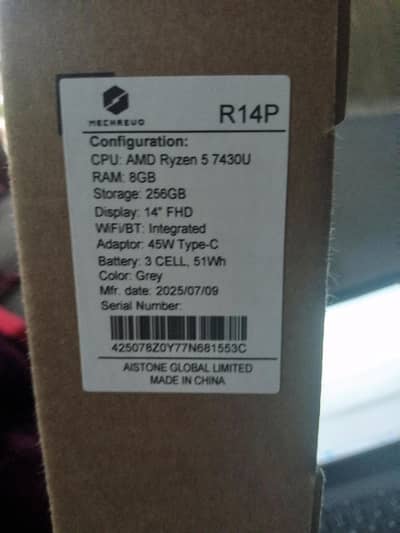 MECHREVO
R14P
Configuration:
CPU: AMD Ryzen 5 7430U
RAM: 8GB
Storage: 256GB
Display: 14" FHD
WiFi/BT: Integrated
Adaptor: 45W Type-C
Battery: 3 CELL, 51Wh
Color: Grey
Mfr. date: 2025/07/09
Serial Number:
425078Z0Y77N681553C
AISTONE GLOBAL LIMITED
MADE IN CHINA